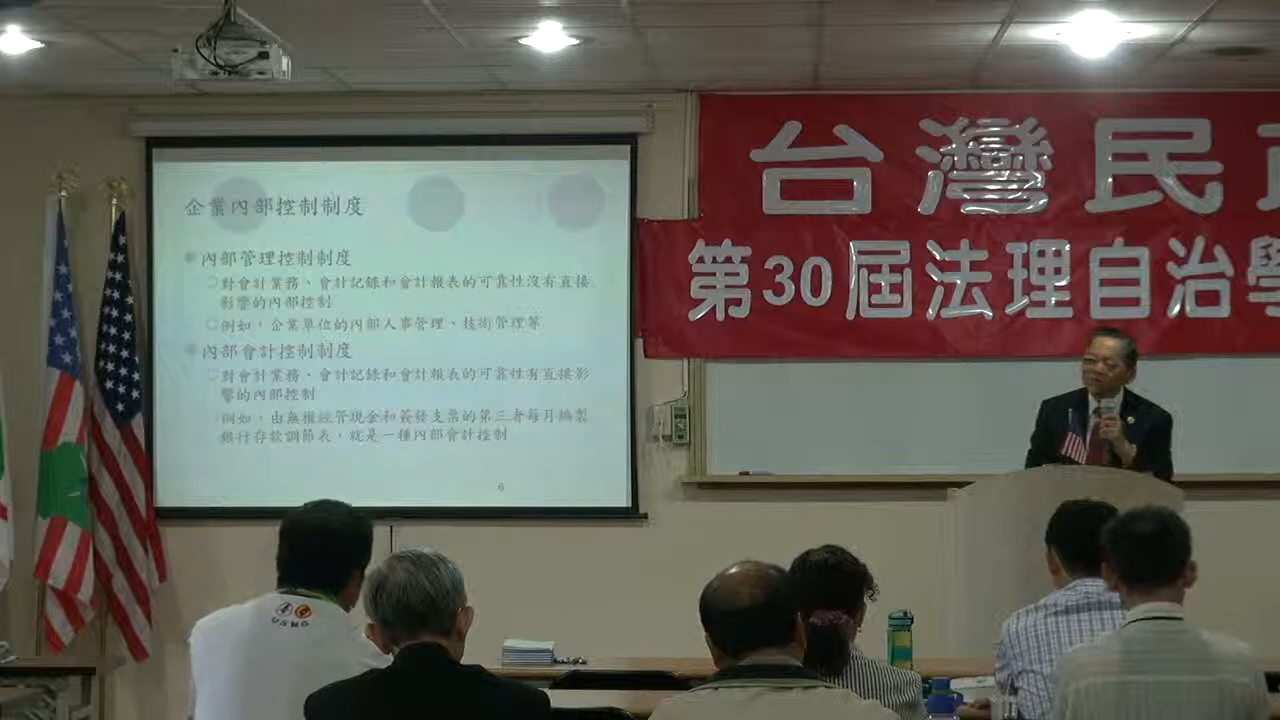 企業內部控制制度
內部管理控制制度
對會計業務、會計記錄和會計報表的可靠性沒有直接
影響的內部控制
例如,企業單位的內部人事管理、技術管理等
內部會計控制制度
對會計業務、會計記錄和會計報表的可靠性有直接影
響的內部控制
例如,由無權經管現金和簽發支票的第三者每月編製
銀行存款調節表,就是一種內部會計控制
6
台灣民
第30屆法理自治學
USMG